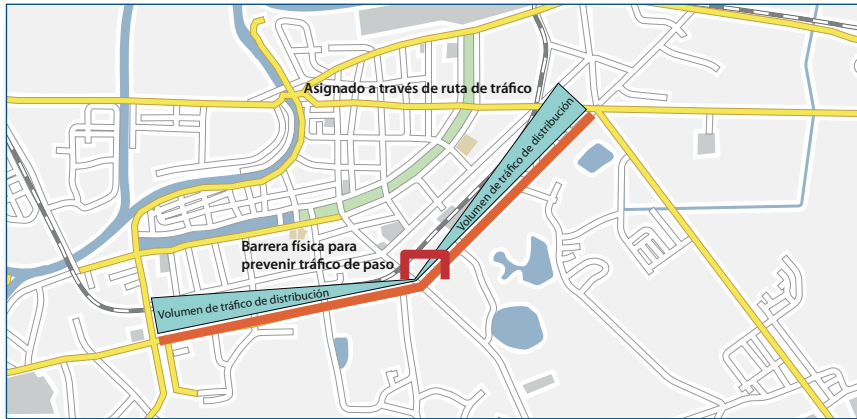 Asignado a través de ruta de tráfico
Volumen de tráfico de distribución
Barrera física para
prevenir tráfico de paso
Volumen de tráfico de distribución